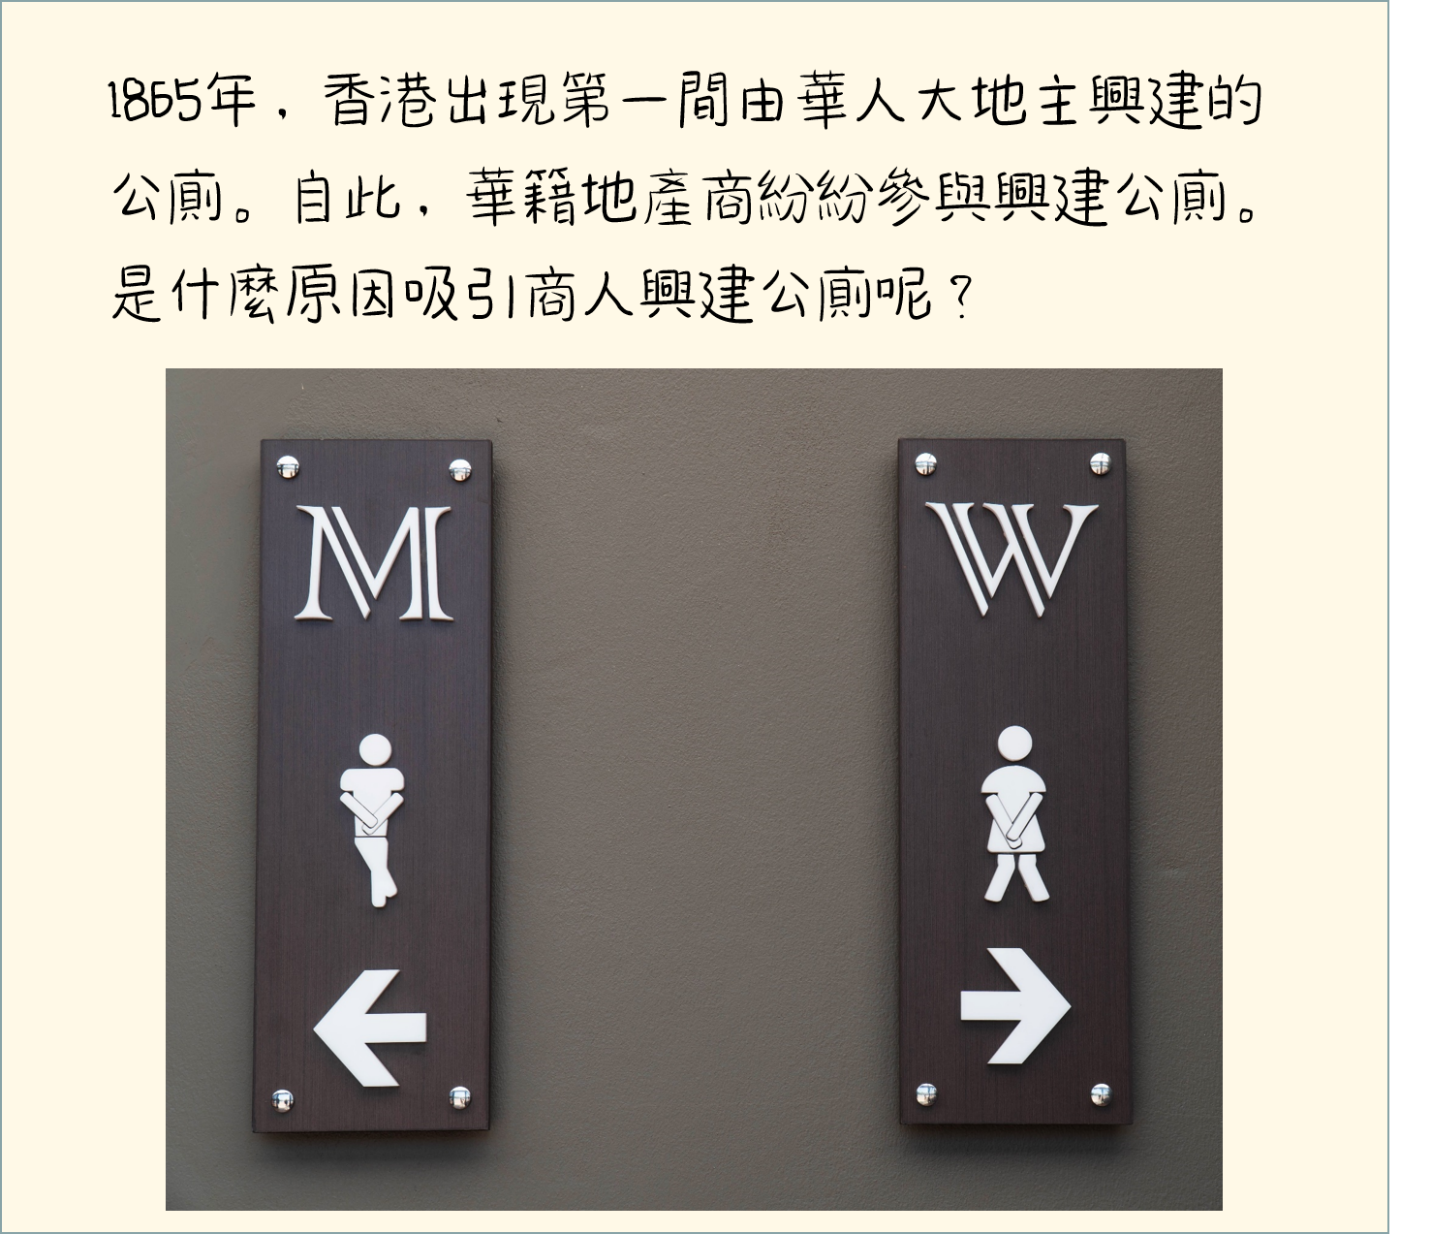 1865年，香港出現第一間由華人大地主興建的
公廁。自此，華籍地產商紛紛參與興建公廁。
是什麼原因吸引商人興建公廁呢？
M
W